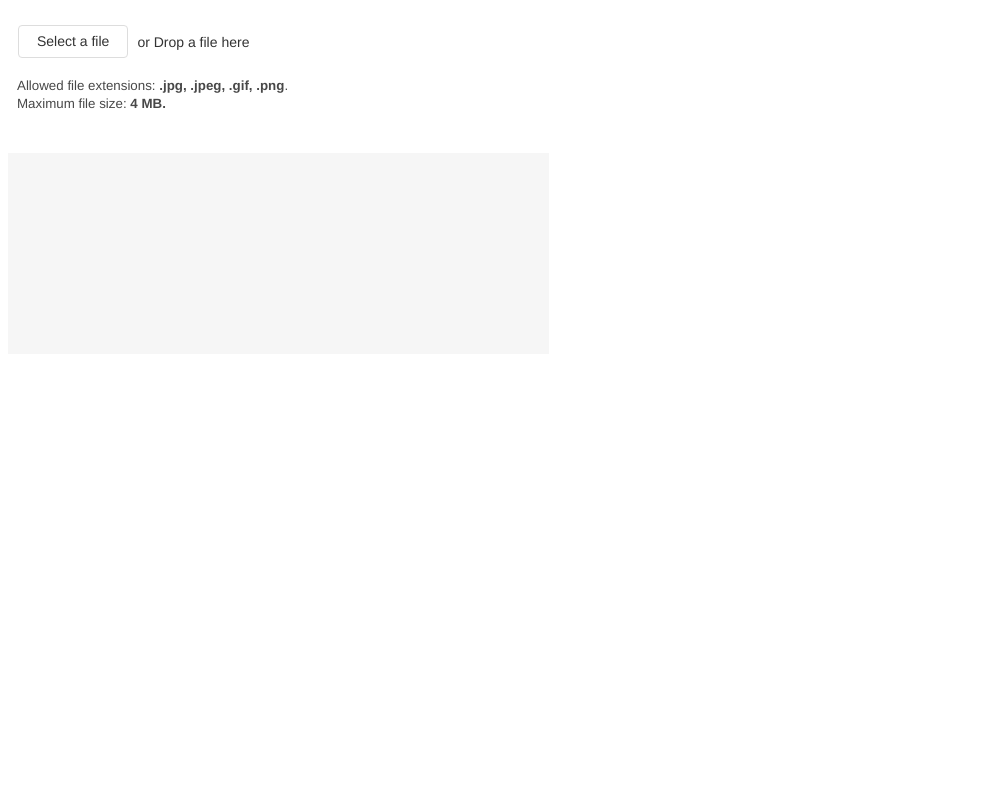 Select a file or Drop a file here
Allowed file extensions: .jpg, .jpeg, .gif, .png.
Maximum file size: 4 MB.